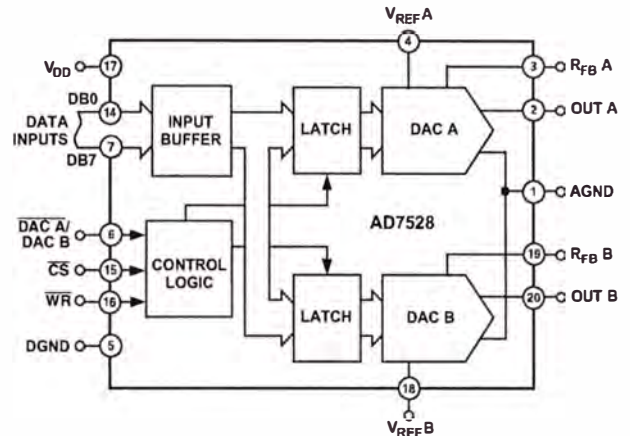 VREF A
4
VDD
17
3
RFB A
DB0
14
DATA
INPUTS
DB7
7
INPUT
BUFFER
LATCH
DAC A
2
OUT A
1
AGND
AD7528
DAC A/
DAC B
6
CS
15
WR
16
CONTROL
LOGIC
19
RFB B
LATCH
DAC B
20
OUT B
DGND
5
18
VREF B